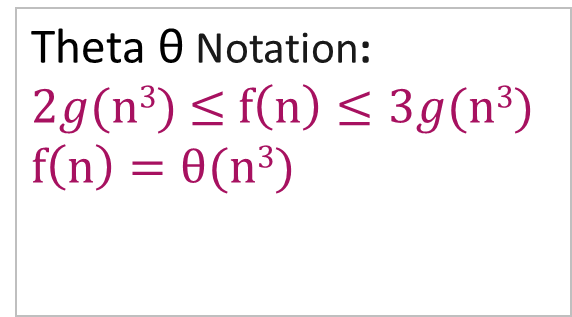 Theta θ Notation:
2g(n³) ≤ f(n) ≤ 3g(n³)
f(n) = θ(n³)